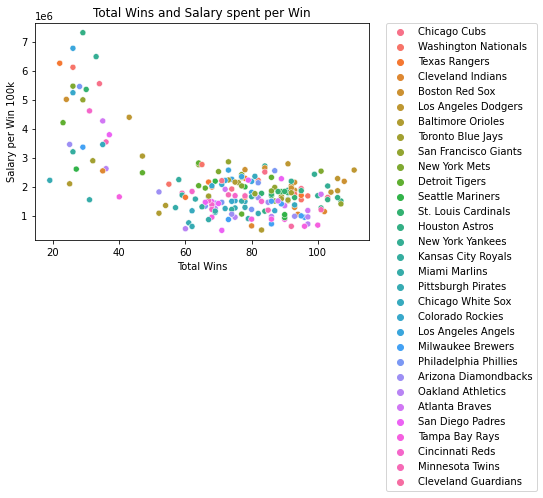 Total Wins and Salary spent per Win
1e6
7
6
5
4
3
2
1
Salary per Win 100k
20
40
60
80
100
Total Wins
Chicago Cubs
Washington Nationals
Texas Rangers
Cleveland Indians
Boston Red Sox
Los Angeles Dodgers
Baltimore Orioles
Toronto Blue Jays
San Francisco Giants
New York Mets
Detroit Tigers
Seattle Mariners
St. Louis Cardinals
Houston Astros
New York Yankees
Kansas City Royals
Miami Marlins
Pittsburgh Pirates
Chicago White Sox
Colorado Rockies
Los Angeles Angels
Milwaukee Brewers
Philadelphia Phillies
Arizona Diamondbacks
Oakland Athletics
Atlanta Braves
San Diego Padres
Tampa Bay Rays
Cincinnati Reds
Minnesota Twins
Cleveland Guardians